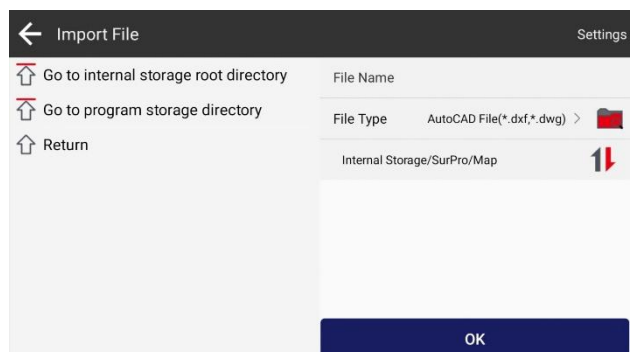 Import File
Settings
Go to internal storage root directory
Go to program storage directory
Return
File Name
File Type AutoCAD File(*.dxf,*.dwg) >
Internal Storage/SurPro/Map
OK